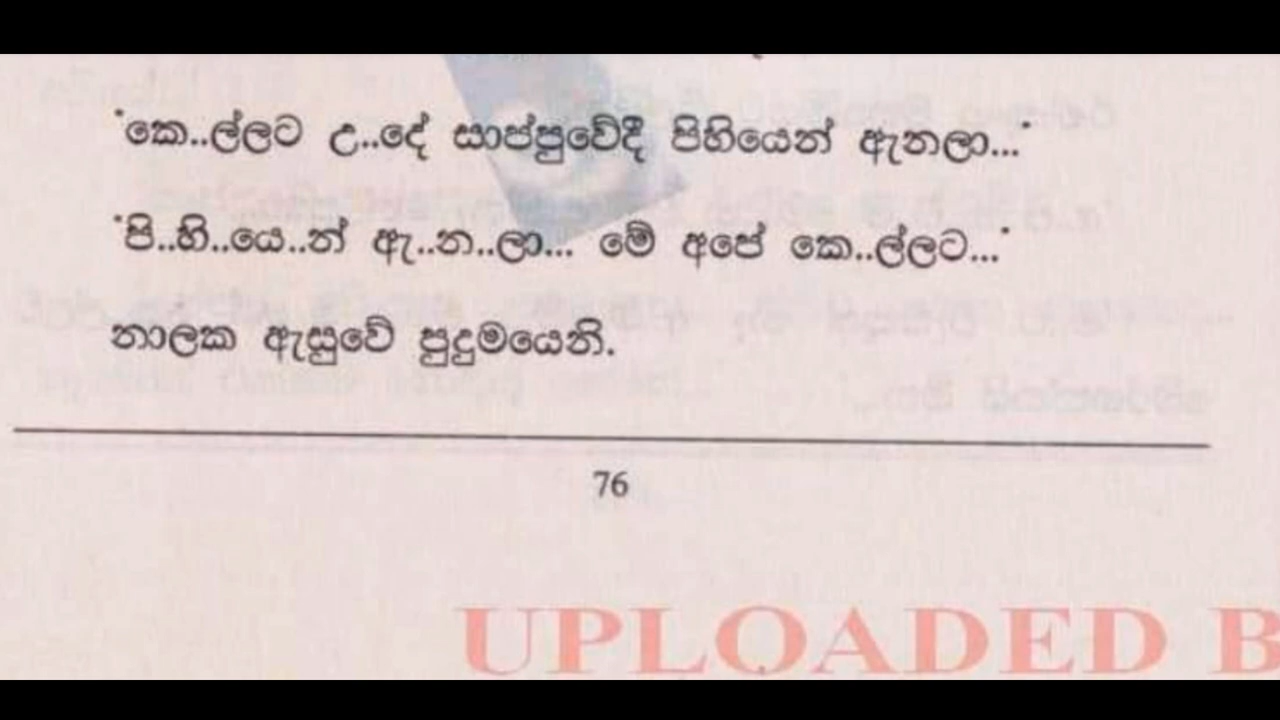 'කෙ..ල්ලට උ..දේ සාප්පුවේදී පිහියෙන් ඇනලා...'
'පි..හි..යෙ..න් ඇ..න..ලා... මේ අපේ කෙ..ල්ලට...'
නාලක ඇසුවේ පුදුමයෙනි.
76
UPLOADED B